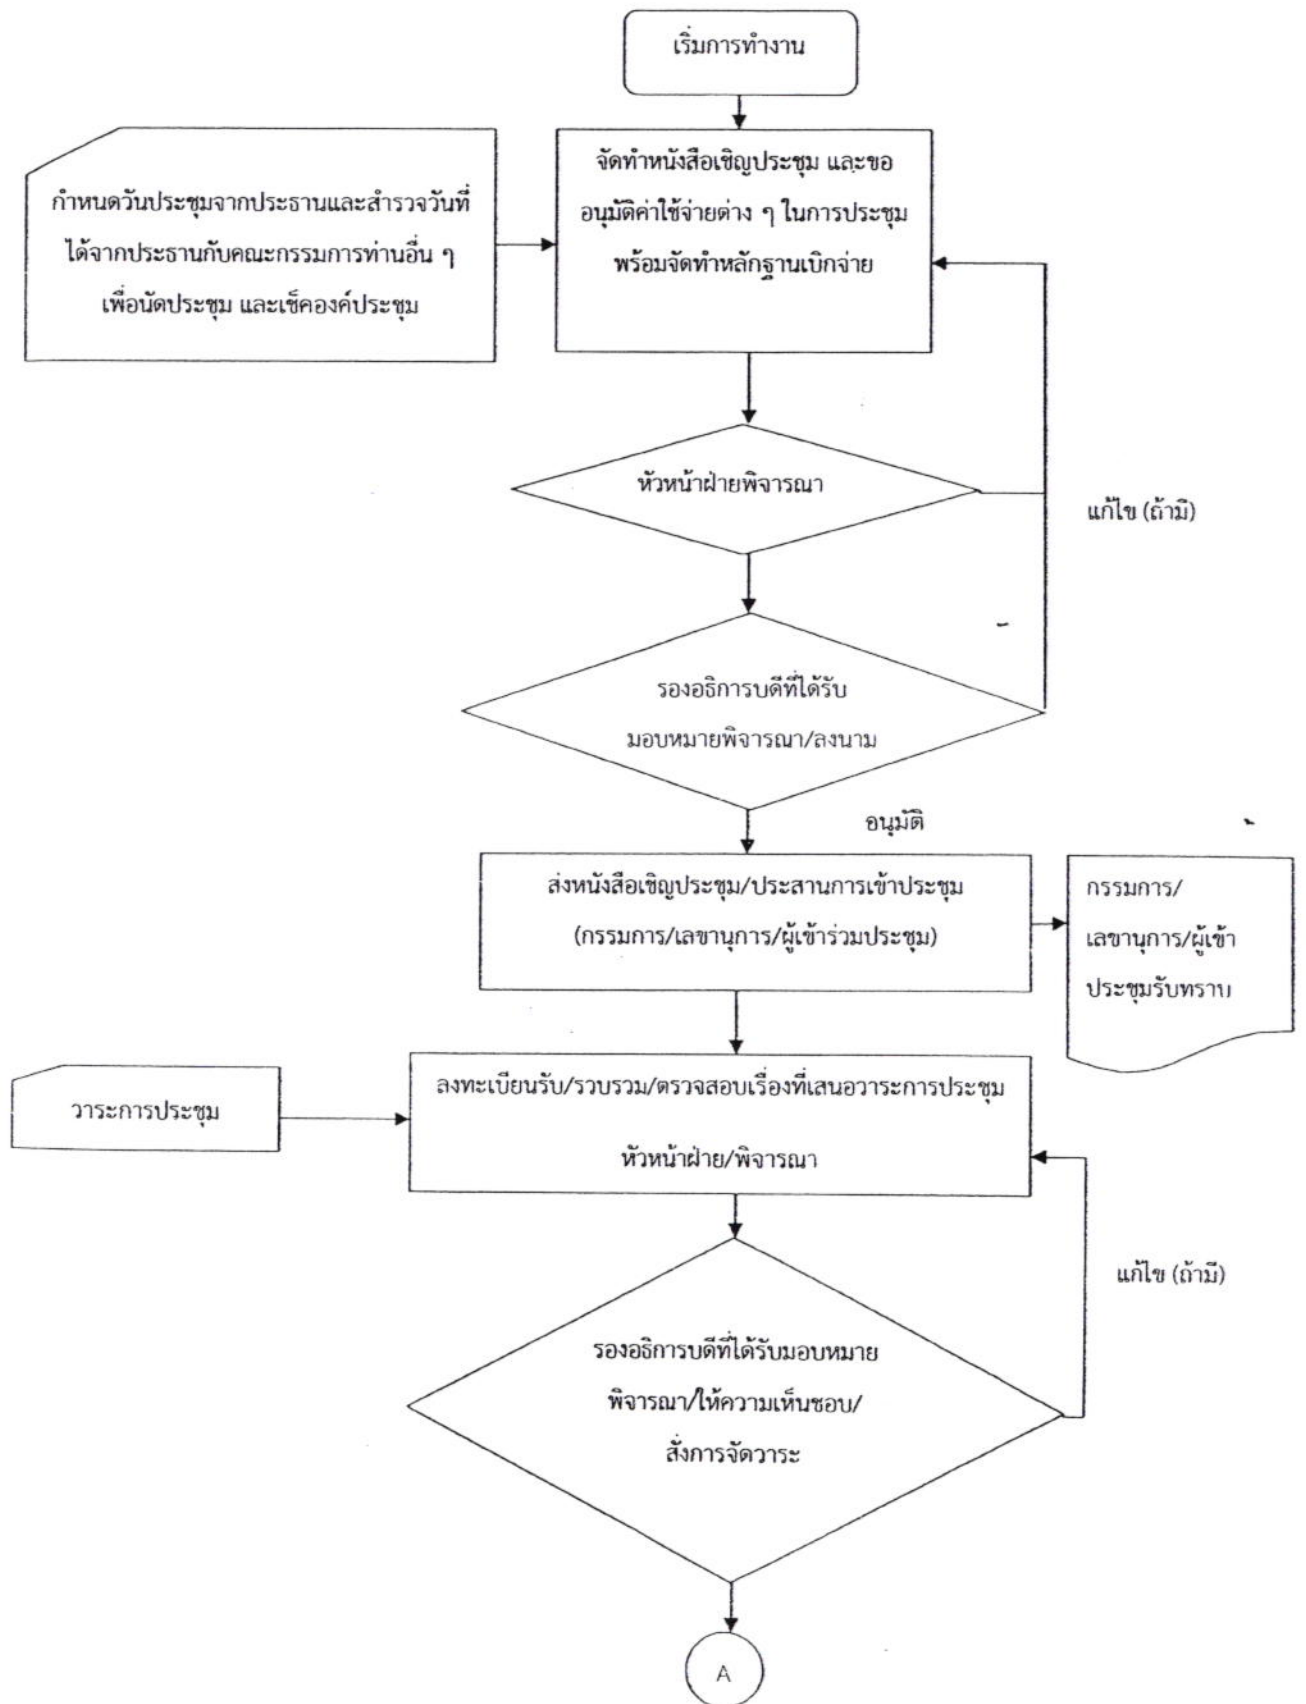 เริ่มการทำงาน
กำหนดวันประชุมจากประธานและสำรวจวันที่
ได้จากประธานกับคณะกรรมการท่านอื่น ๆ
เพื่อนัดประชุม และเช็คองค์ประชุม
จัดทำหนังสือเชิญประชุม และขอ
อนุมัติค่าใช้จ่ายต่าง ๆ ในการประชุม
พร้อมจัดทำหลักฐานเบิกจ่าย
หัวหน้าฝ่ายพิจารณา
แก้ไข (ถ้ามี)
รองอธิการบดีที่ได้รับ
มอบหมายพิจารณา/ลงนาม
อนุมัติ
ส่งหนังสือเชิญประชุม/ประสานการเข้าประชุม
(กรรมการ/เลขานุการ/ผู้เข้าร่วมประชุม)
กรรมการ/
เลขานุการ/ผู้เข้า
ประชุมรับทราบ
วาระการประชุม
ลงทะเบียนรับ/รวบรวม/ตรวจสอบเรื่องที่เสนอวาระการประชุม
หัวหน้าฝ่าย/พิจารณา
แก้ไข (ถ้ามี)
รองอธิการบดีที่ได้รับมอบหมาย
พิจารณา/ให้ความเห็นชอบ/
สั่งการจัดวาระ
A